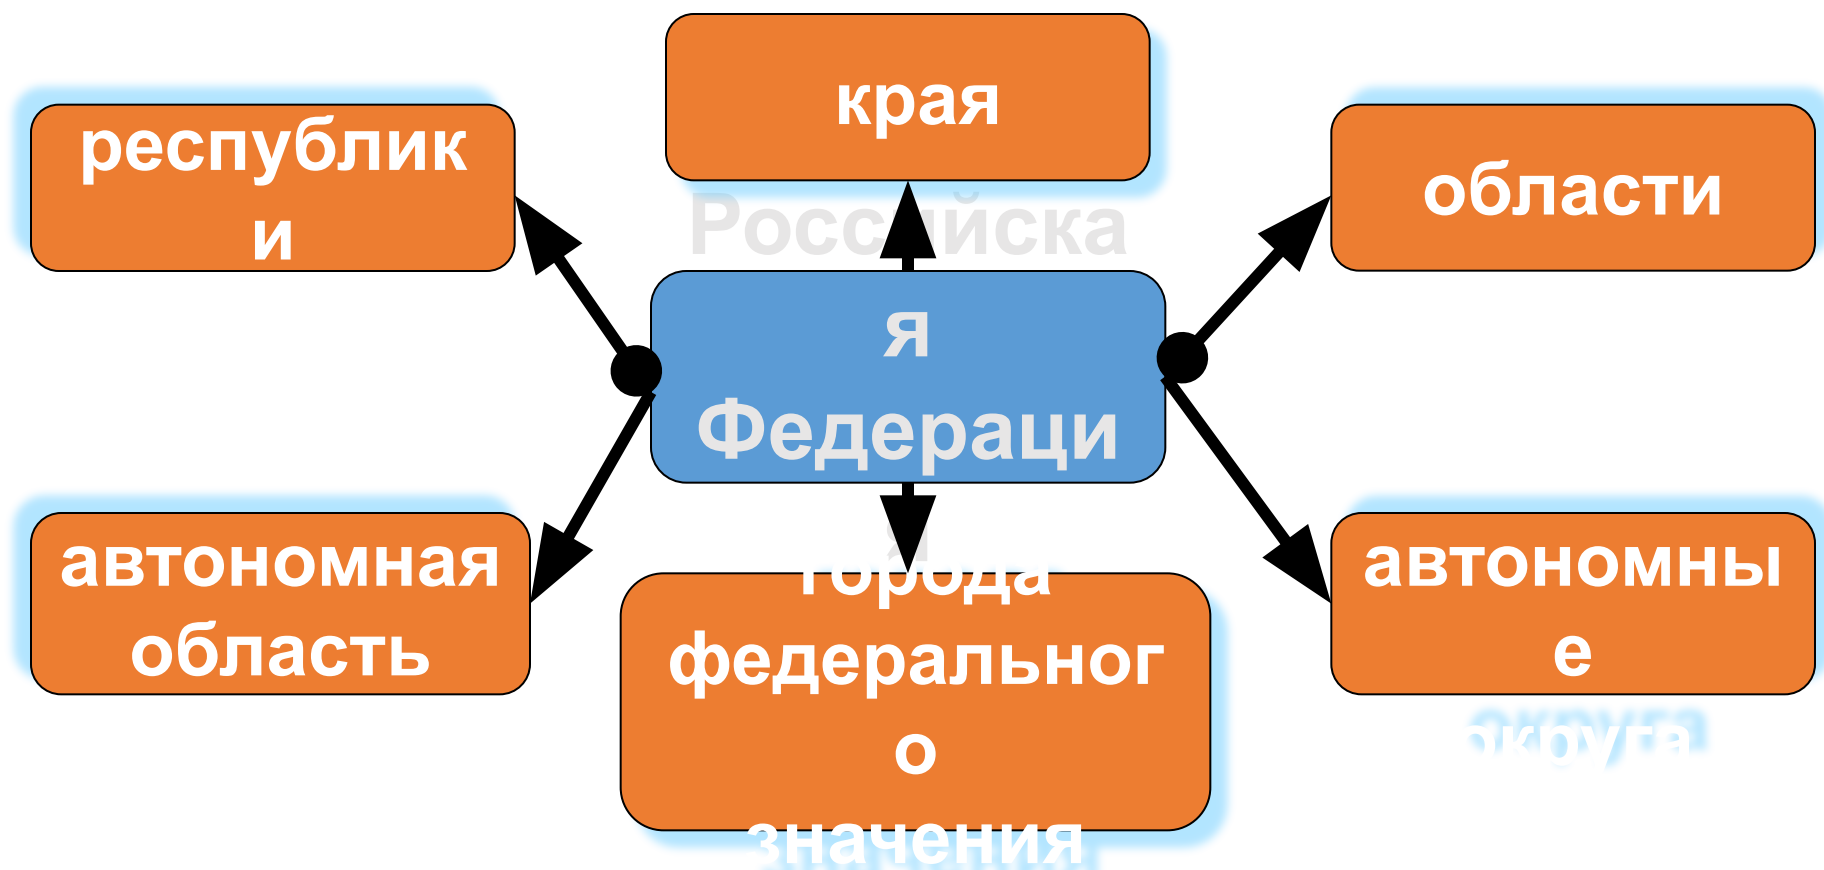 края
республик
и
области
Российска
я
Федераци
я
автономная
область
города
федеральног
о
значения
автономны
е
округа